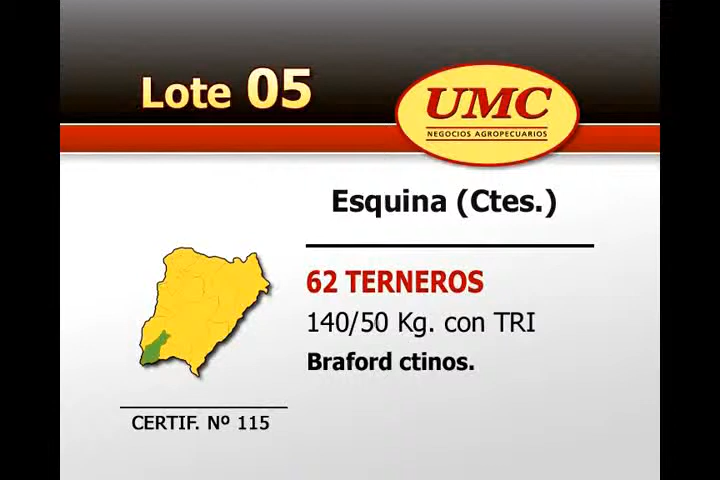 Lote 05
UMC
NEGOCIOS AGROPECUARIOS
Esquina (Ctes.)
62 TERNEROS
140/50 Kg. con TRI
Braford ctinos.
CERTIF. Nº 115